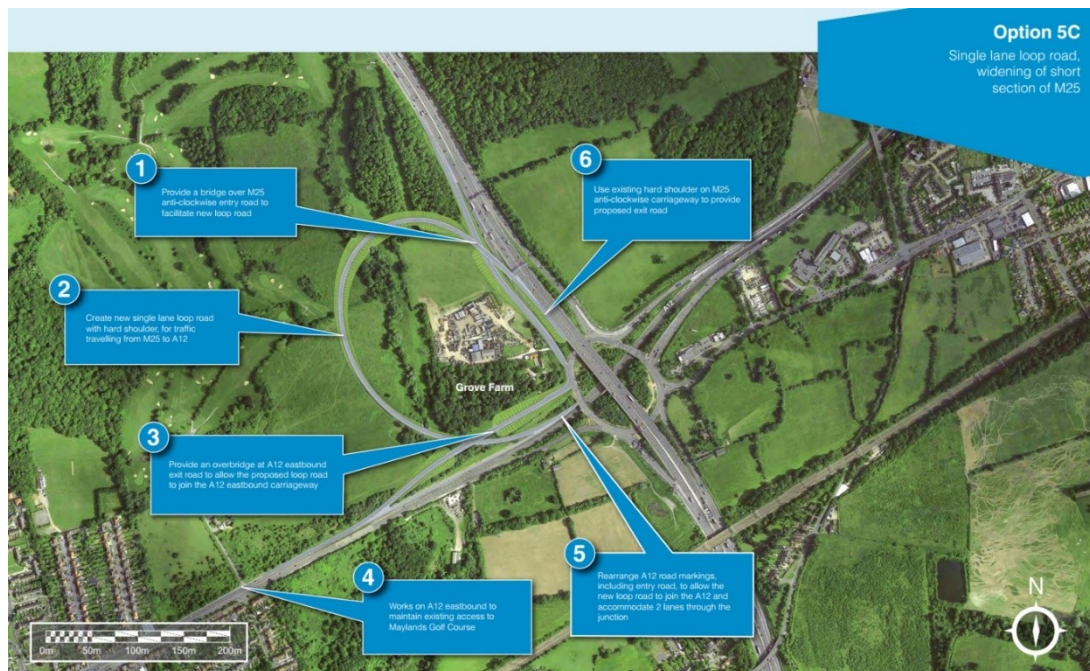 Option 5C
Single lane loop road,
widening of short
section of M25
1
Provide a bridge over M25
anti-clockwise entry road to
facilitate new loop road
6
Use existing hard shoulder on M25
anti-clockwise carriageway to provide
proposed exit road
2
Create new single lane loop road
with hard shoulder, for traffic
travelling from M25 to A12
A12
Grove Farm
3
Provide an overbridge at A12 eastbound
exit road to allow the proposed loop road
to join the A12 eastbound carriageway
M25
5
Rearrange A12 road markings,
including entry road, to allow the
new loop road to join the A12 and
accommodate 2 lanes through the
junction
4
Works on A12 eastbound to
maintain existing access to
Maylands Golf Course
N
0m 50m 100m 150m 200m